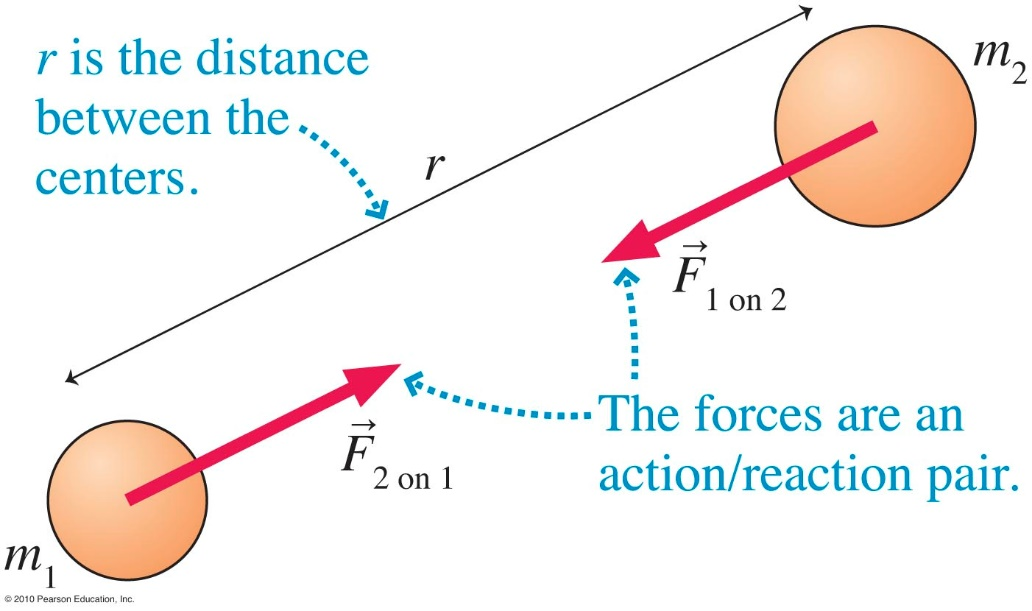 r is the distance
between the
centers.
r
m₂
F⃗₁ on 2
F⃗₂ on 1
The forces are an
action/reaction pair.
m₁
© 2010 Pearson Education, Inc.